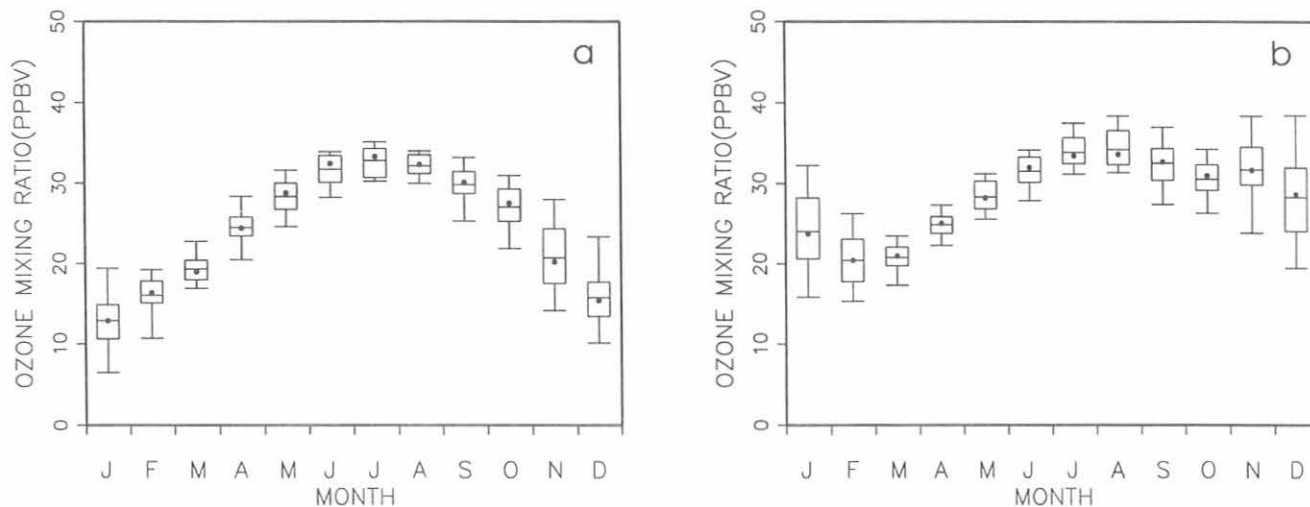 a
OZONE MIXING RATIO(PPBV)
50
40
30
20
10
0
J F M A M J J A S O N D
MONTH
b
OZONE MIXING RATIO(PPBV)
50
40
30
20
10
0
J F M A M J J A S O N D
MONTH